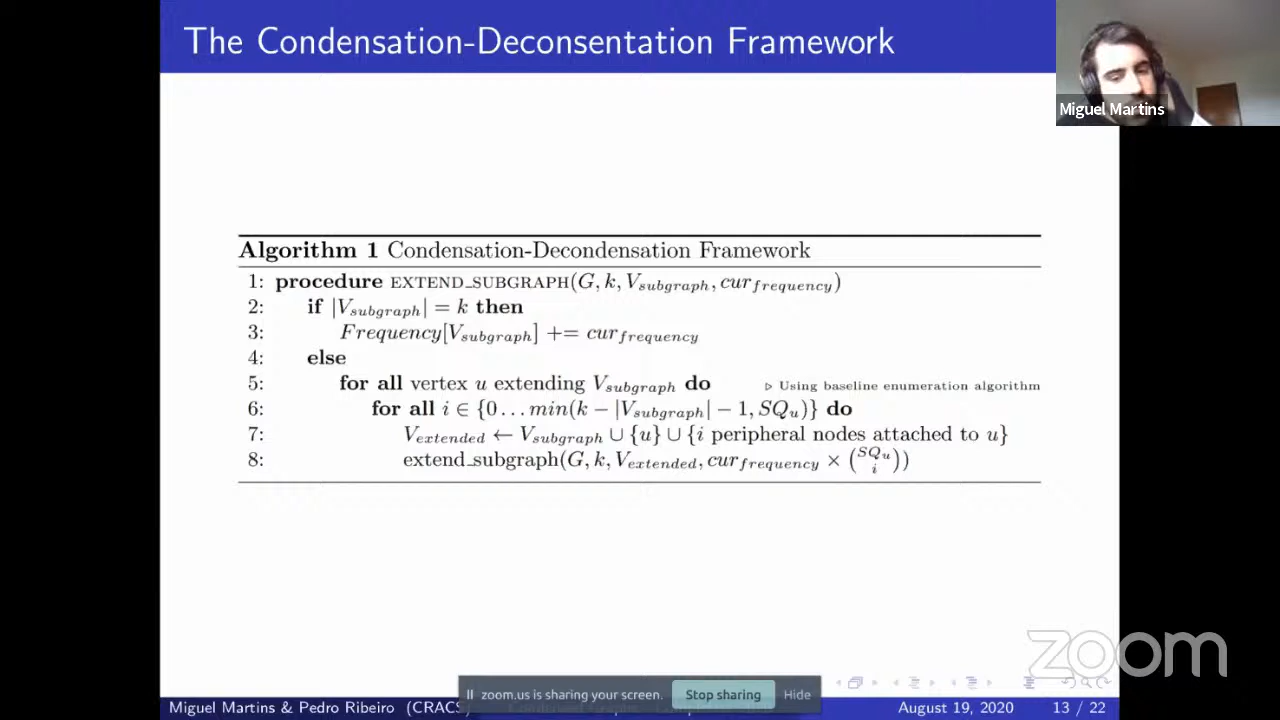 The Condensation-Deconsentation Framework
Miguel Martins
Algorithm 1 Condensation-Decondensation Framework
1: procedure EXTEND_SUBGRAPH(G, k, V_subgraph, cur_frequency)
2: if |V_subgraph| = k then
3: Frequency[V_subgraph] += cur_frequency
4: else
5: for all vertex u extending V_subgraph do ▷ Using baseline enumeration algorithm
6: for all i ∈ {0 . . . min(k − |V_subgraph| − 1, SQ_u)} do
7: V_extended ← V_subgraph ∪ {u} ∪ {i peripheral nodes attached to u}
8: extend_subgraph(G, k, V_extended, cur_frequency × (SQ_u i))
zoom
zoom.us is sharing your screen. Stop sharing Hide
Miguel Martins & Pedro Ribeiro (CRACS August 19, 2020 13 / 22